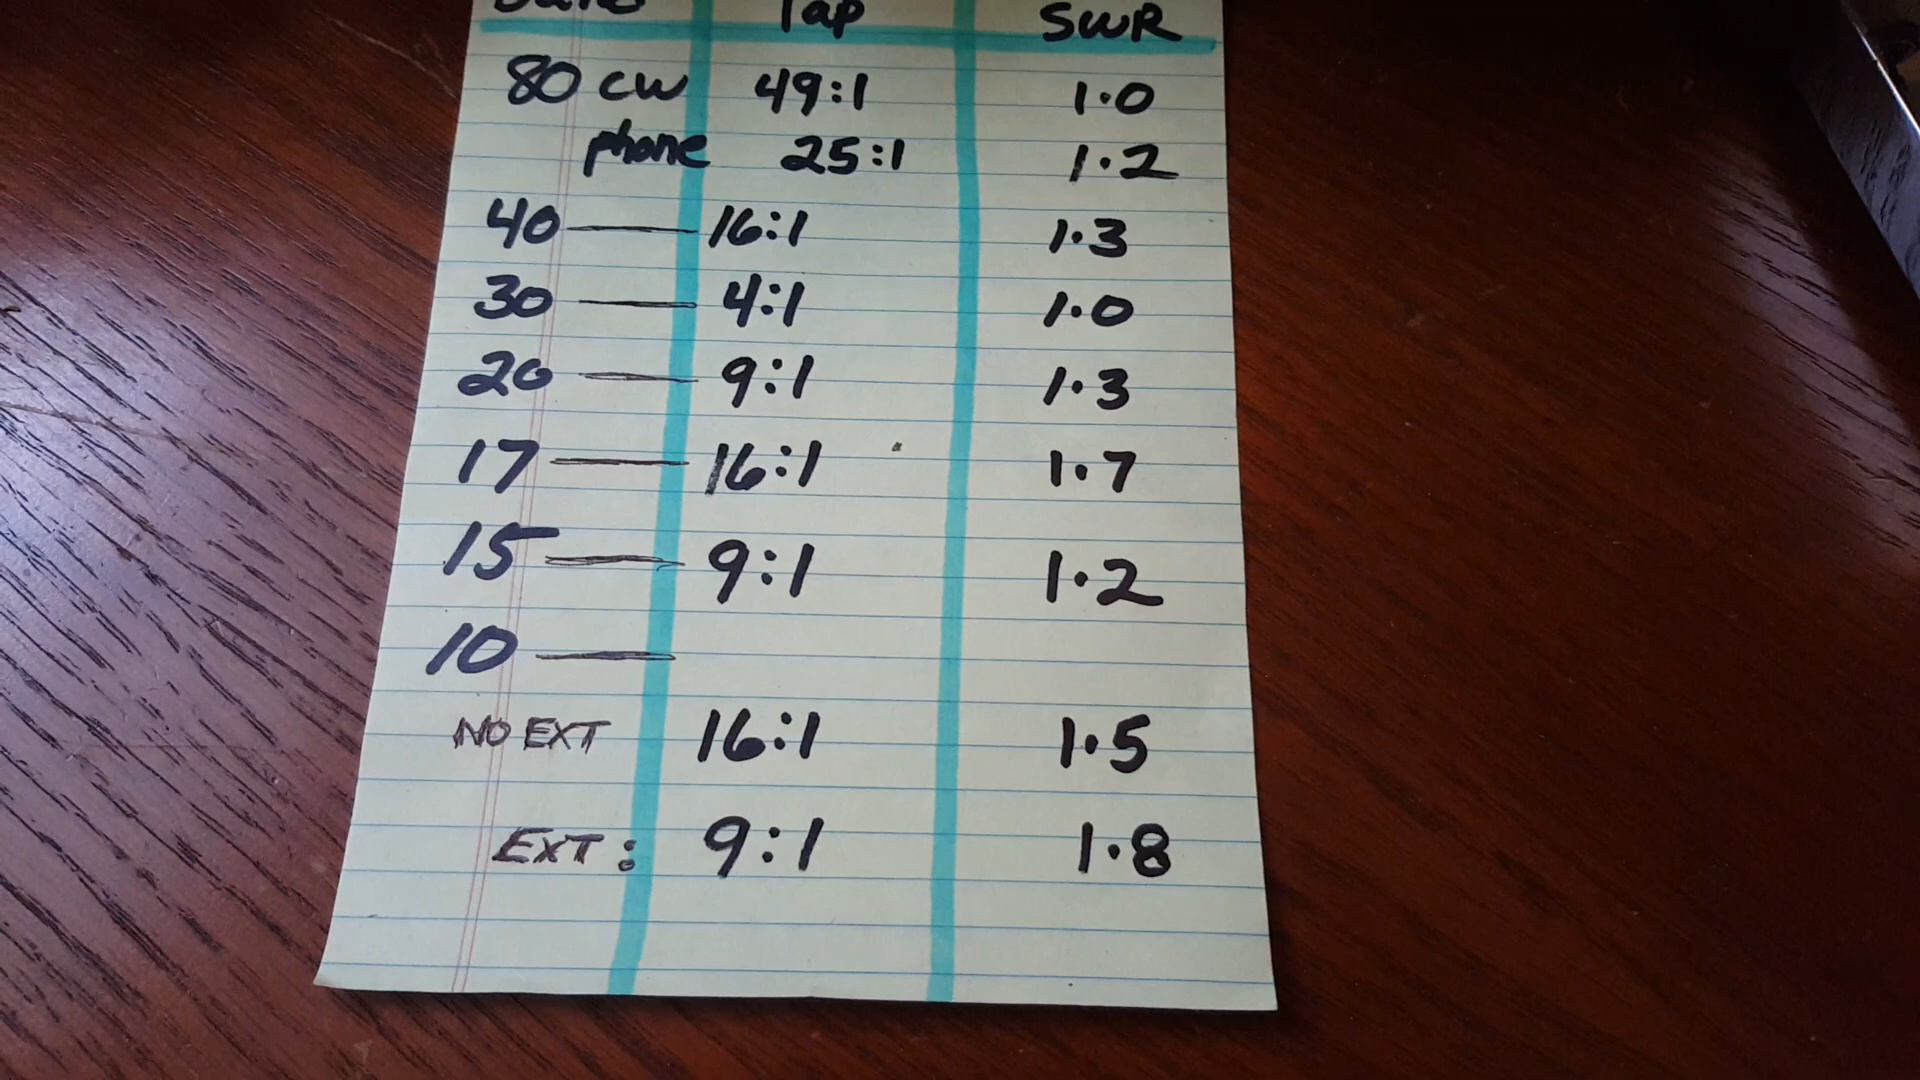 Band Tap SWR
80 cw 49:1 1.0
phone 25:1 1.2
40 — 16:1 1.3
30 — 4:1 1.0
20 — 9:1 1.3
17 — 16:1 1.7
15 — 9:1 1.2
10 —
NO EXT 16:1 1.5
EXT: 9:1 1.8